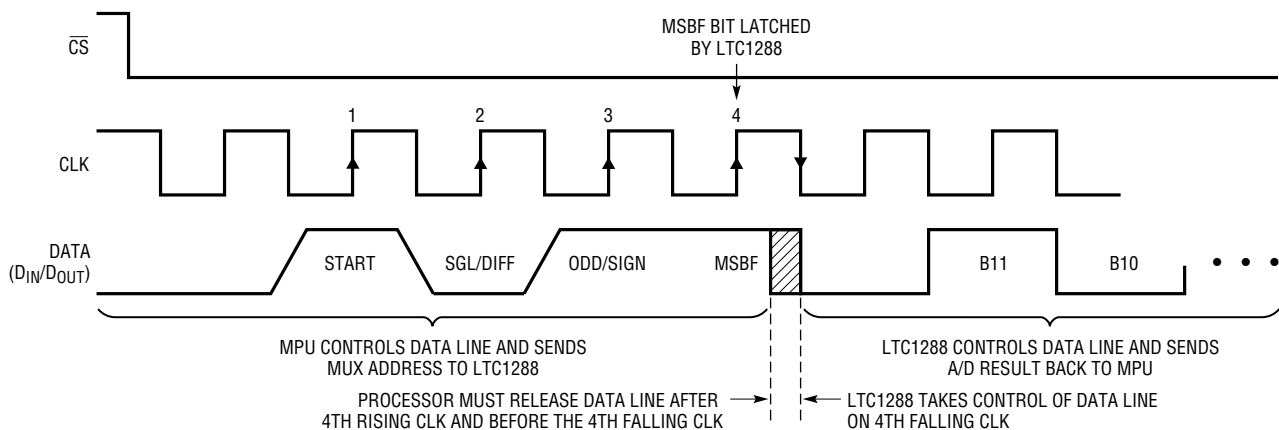 MSBF BIT LATCHED
BY LTC1288
CS
1 2 3 4
CLK
DATA
(DIN/DOUT)
START SGL/DIFF ODD/SIGN MSBF B11 B10 • • •
MPU CONTROLS DATA LINE AND SENDS
MUX ADDRESS TO LTC1288
LTC1288 CONTROLS DATA LINE AND SENDS
A/D RESULT BACK TO MPU
PROCESSOR MUST RELEASE DATA LINE AFTER
4TH RISING CLK AND BEFORE THE 4TH FALLING CLK
LTC1288 TAKES CONTROL OF DATA LINE
ON 4TH FALLING CLK